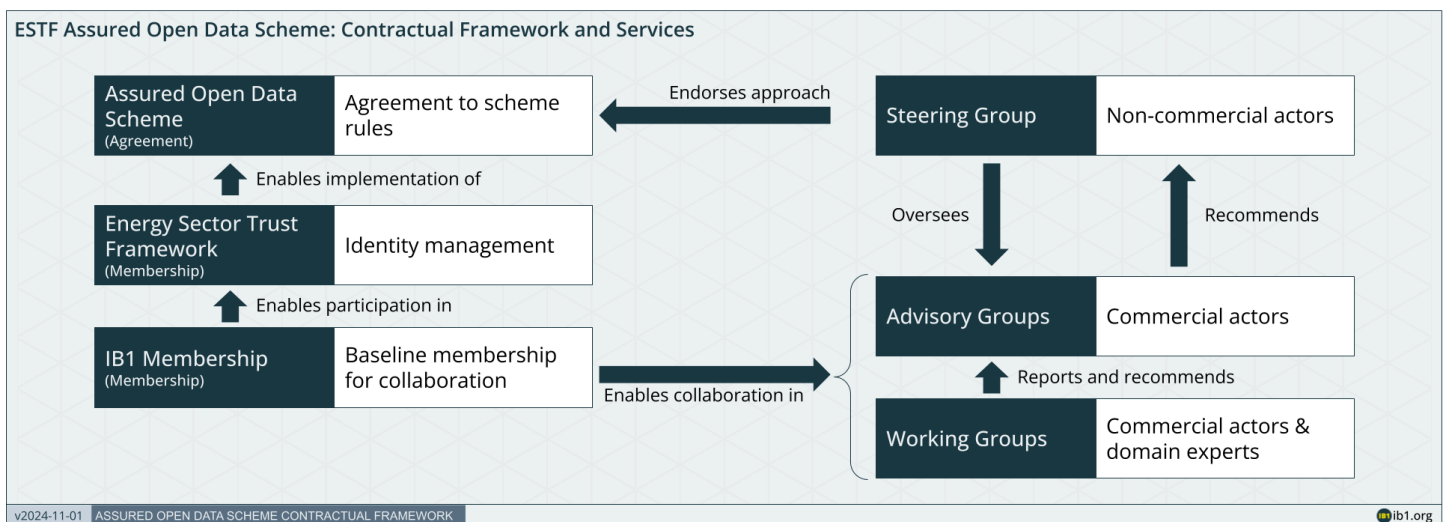 ESTF Assured Open Data Scheme: Contractual Framework and Services
Assured Open Data
Scheme
(Agreement)
Agreement to scheme
rules
Endorses approach
Steering Group
Non-commercial actors
Enables implementation of
Oversees
Recommends
Energy Sector Trust
Framework
(Membership)
Identity management
Enables participation in
Advisory Groups
Commercial actors
IB1 Membership
(Membership)
Baseline membership
for collaboration
Enables collaboration in
Reports and recommends
Working Groups
Commercial actors &
domain experts
v2024-11-01
ASSURED OPEN DATA SCHEME CONTRACTUAL FRAMEWORK
IB1 ib1.org